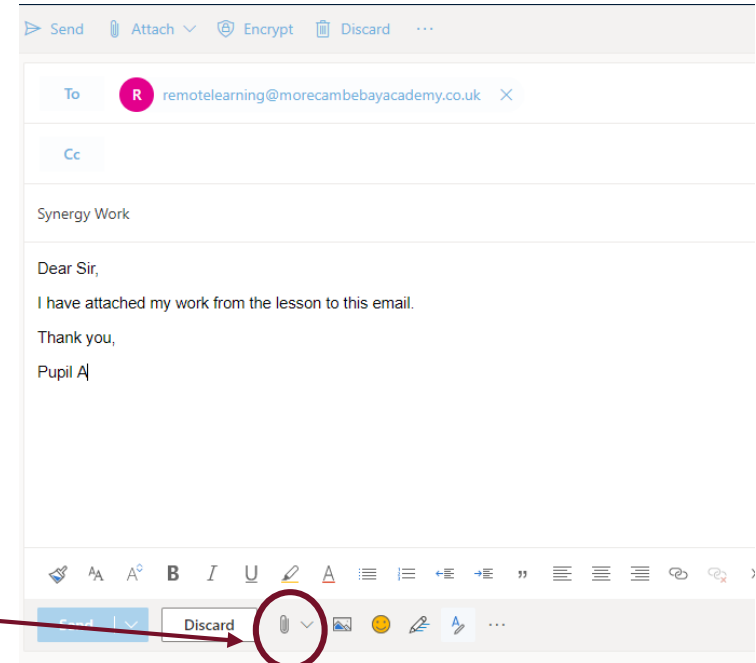 Send Attach Encrypt Discard ...
To R remotelearning@morecambebayacademy.co.uk
Cc
Synergy Work
Dear Sir,
I have attached my work from the lesson to this email.
Thank you,
Pupil A
B I U A
Send Discard ...